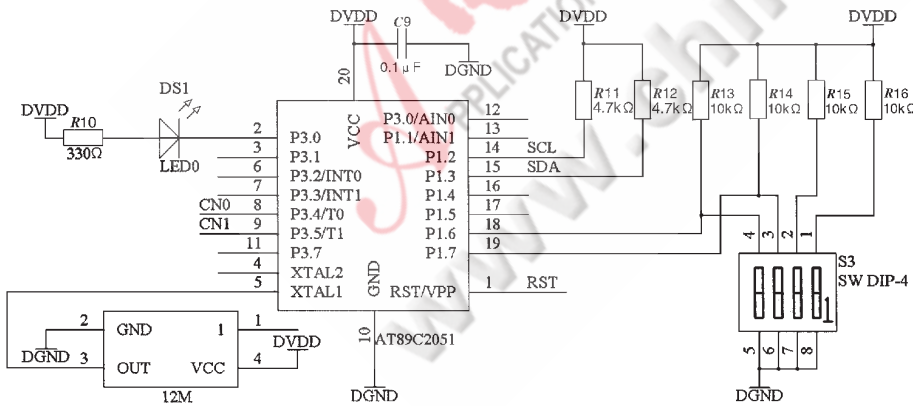 DVDD
C9
0.1μF
DGND
20
VCC
DS1
DVDD
R10
330Ω
LED0
2 P3.0
3 P3.1
6 P3.2/INT0
7 P3.3/INT1
CN0 8 P3.4/T0
CN1 9 P3.5/T1
11 P3.7
4 XTAL2
5 XTAL1
P3.0/AIN0 12
P1.1/AIN1 13
P1.2 14 SCL
P1.3 15 SDA
P1.4 16
P1.5 17
P1.6 18
P1.7 19
RST/VPP 1 RST
GND
10
AT89C2051
DGND
2 GND
DGND
3 OUT
1 1
DVDD
VCC 4
12M
DVDD
DVDD
R11
4.7kΩ
R12
4.7kΩ
R13
10kΩ
R14
10kΩ
R15
10kΩ
R16
10kΩ
4 3 2 1
S3
SW DIP-4
1
5 6 7 8
DGND
APPLICATION
www.chin